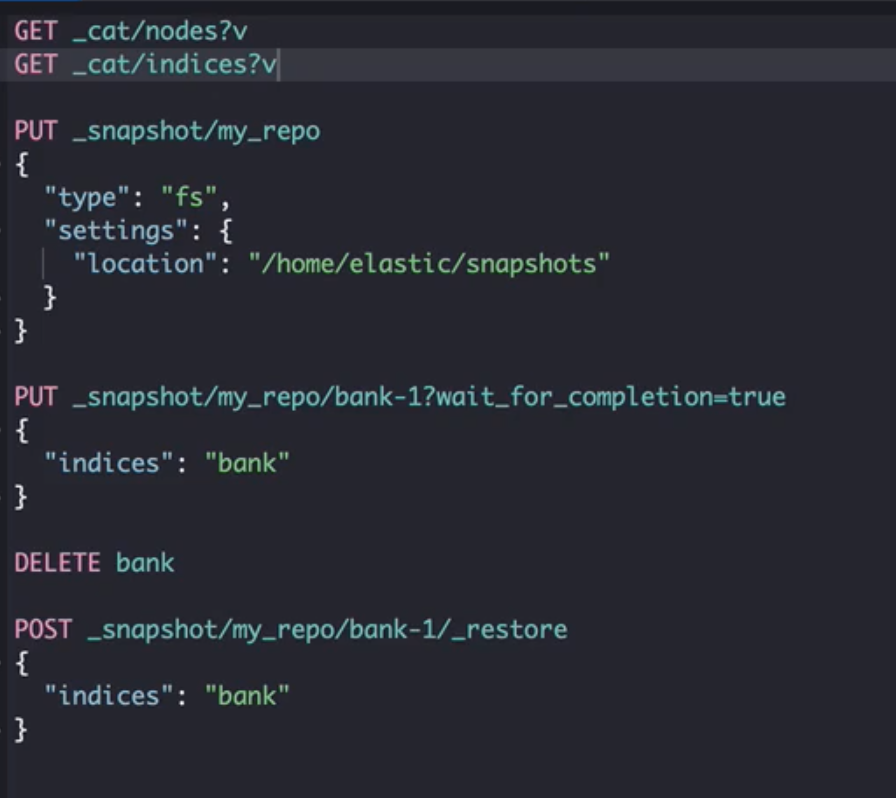 GET _cat/nodes?v
GET _cat/indices?v
PUT _snapshot/my_repo
{
  "type": "fs",
  "settings": {
    "location": "/home/elastic/snapshots"
  }
}
PUT _snapshot/my_repo/bank-1?wait_for_completion=true
{
  "indices": "bank"
}
DELETE bank
POST _snapshot/my_repo/bank-1/_restore
{
  "indices": "bank"
}